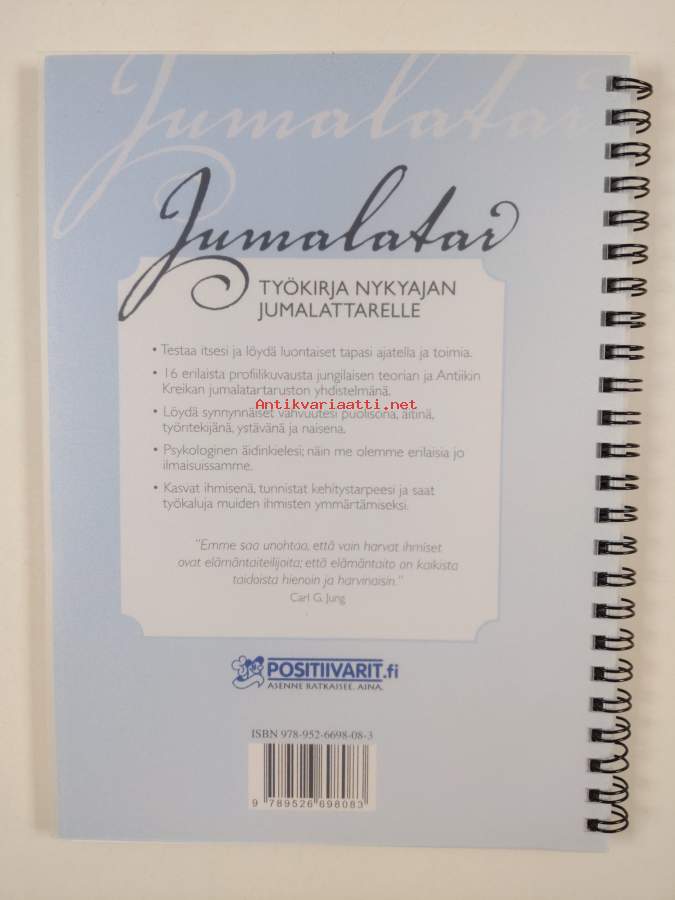 Jumalatar
Jumalatar
TYÖKIRJA NYKYAJAN
JUMALATTARELLE
• Testaa itsesi ja löydä luontaiset tapasi ajatella ja toimia.
• 16 erilaista profiilikuvausta jungilaisen teorian ja Antiikin
Kreikan jumalatartaruston yhdistelmänä.
Antikvariaatti.net
• Löydä synnynnäiset vahvuutesi puolisona, äitinä,
työntekijänä, ystävänä ja naisena.
• Psykologinen äidinkielesi; näin me olemme erilaisia jo
ilmaisuissamme.
• Kasvat ihmisenä, tunnistat kehitystarpeesi ja saat
työkaluja muiden ihmisten ymmärtämiseksi.
"Emme saa unohtaa, että vain harvat ihmiset
ovat elämäntaiteilijoita; että elämäntaito on kaikista
taidoista hienoin ja harvinaisin."
Carl G. Jung
POSITIIVARIT.fi
ASENNE RATKAISEE. AINA.
ISBN 978-952-6698-08-3
9 789526 698083